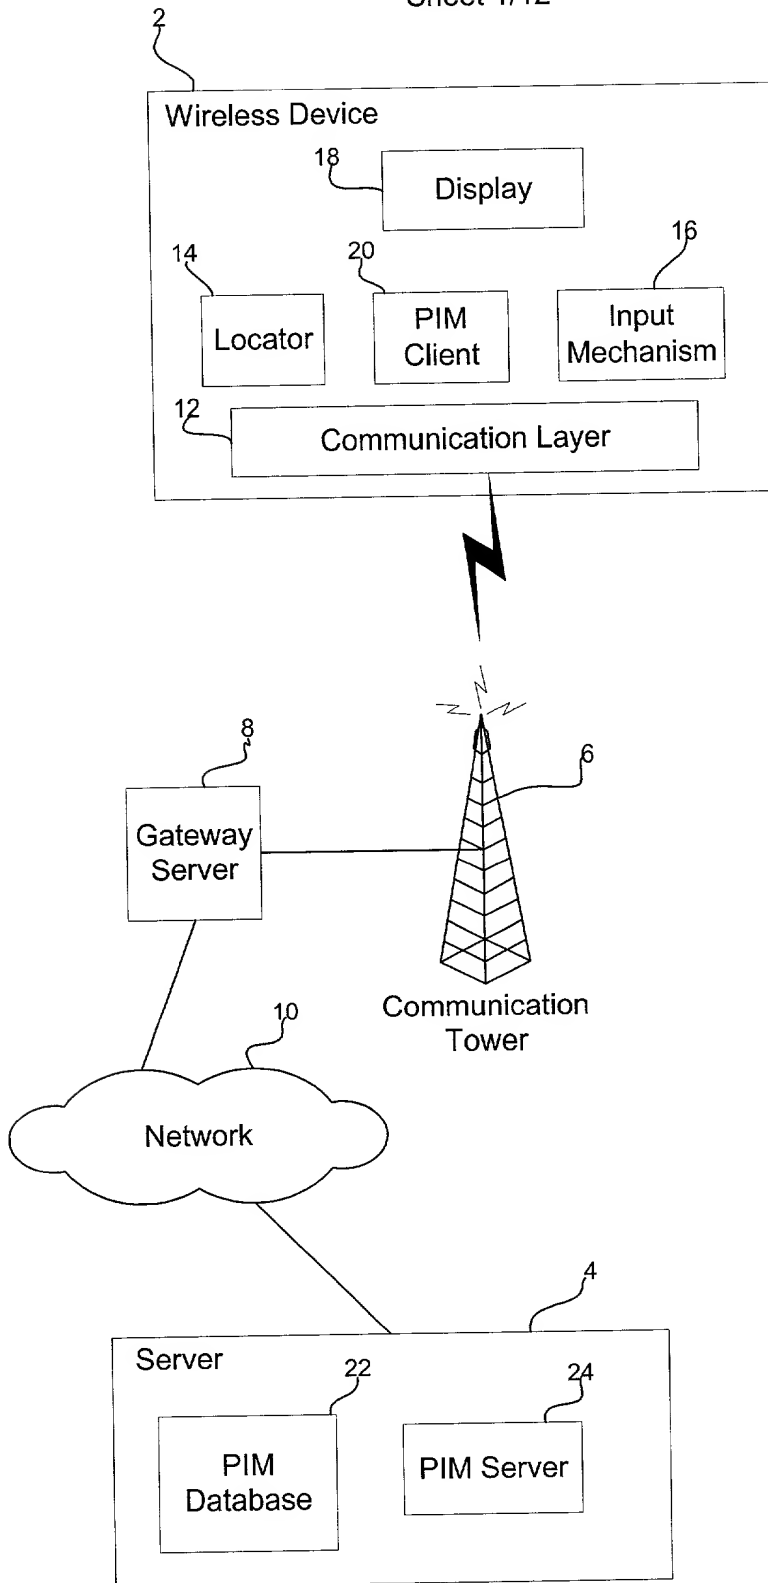 2
Wireless Device
18
Display
14
20
16
Locator
PIM
Client
Input
Mechanism
12
Communication Layer
8
6
Gateway
Server
Communication
Tower
10
Network
4
Server
22
24
PIM
Database
PIM Server